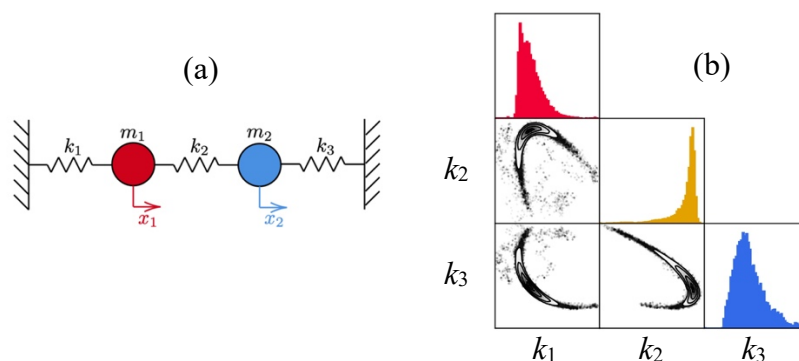 (a)
k₁ m₁ k₂ m₂ k₃
x₁ x₂
(b)
k₂
k₃
k₁ k₂ k₃